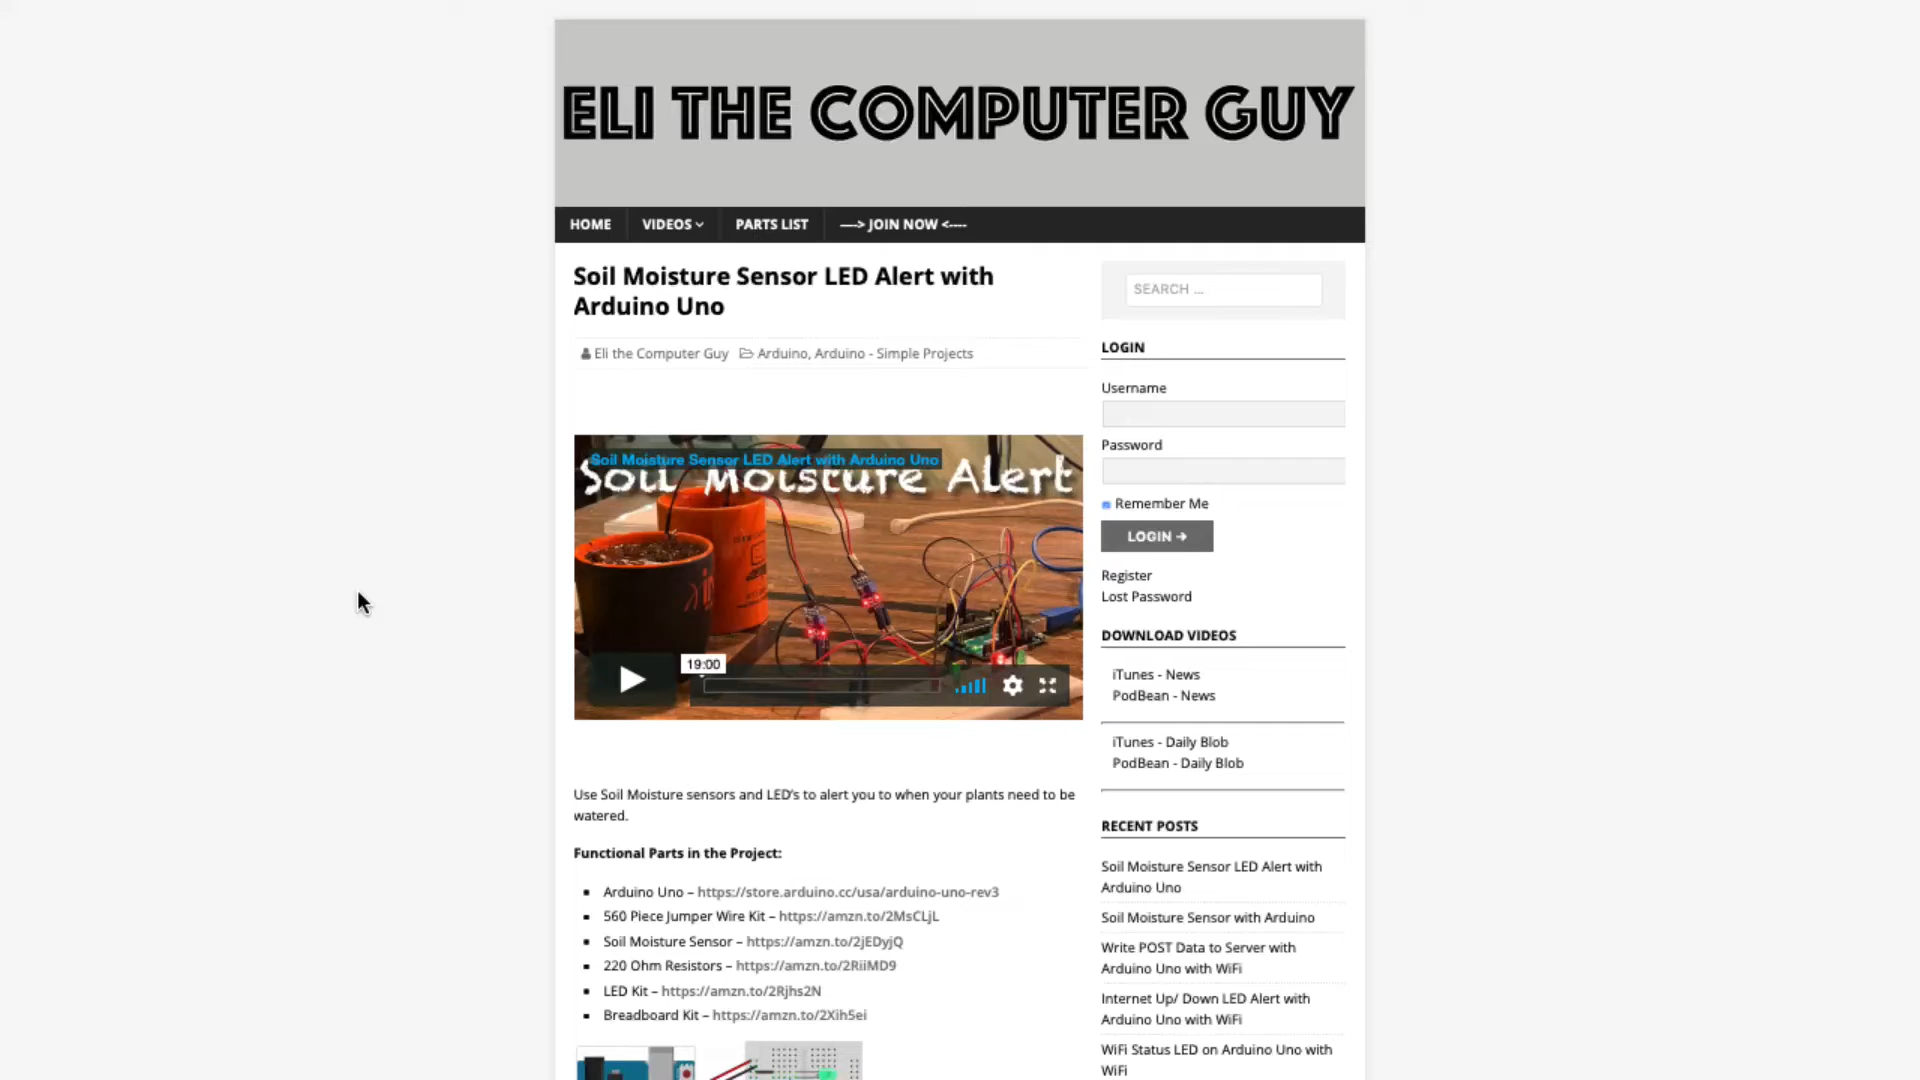 ELI THE COMPUTER GUY
HOME
VIDEOS
PARTS LIST
----> JOIN NOW <----
Soil Moisture Sensor LED Alert with
Arduino Uno
Eli the Computer Guy
Arduino, Arduino - Simple Projects
Soil Moisture Sensor LED Alert with Arduino Uno
Soil Moisture Alert
19:00
Use Soil Moisture sensors and LED's to alert you to when your plants need to be
watered.
Functional Parts in the Project:
Arduino Uno – https://store.arduino.cc/usa/arduino-uno-rev3
560 Piece Jumper Wire Kit – https://amzn.to/2MsCLjL
Soil Moisture Sensor – https://amzn.to/2jEDyjQ
220 Ohm Resistors – https://amzn.to/2RiiMD9
LED Kit – https://amzn.to/2Rjhs2N
Breadboard Kit – https://amzn.to/2Xih5ei
SEARCH …
LOGIN
Username
Password
Remember Me
LOGIN →
Register
Lost Password
DOWNLOAD VIDEOS
iTunes - News
PodBean - News
iTunes - Daily Blob
PodBean - Daily Blob
RECENT POSTS
Soil Moisture Sensor LED Alert with
Arduino Uno
Soil Moisture Sensor with Arduino
Write POST Data to Server with
Arduino Uno with WiFi
Internet Up/ Down LED Alert with
Arduino Uno with WiFi
WiFi Status LED on Arduino Uno with
WiFi